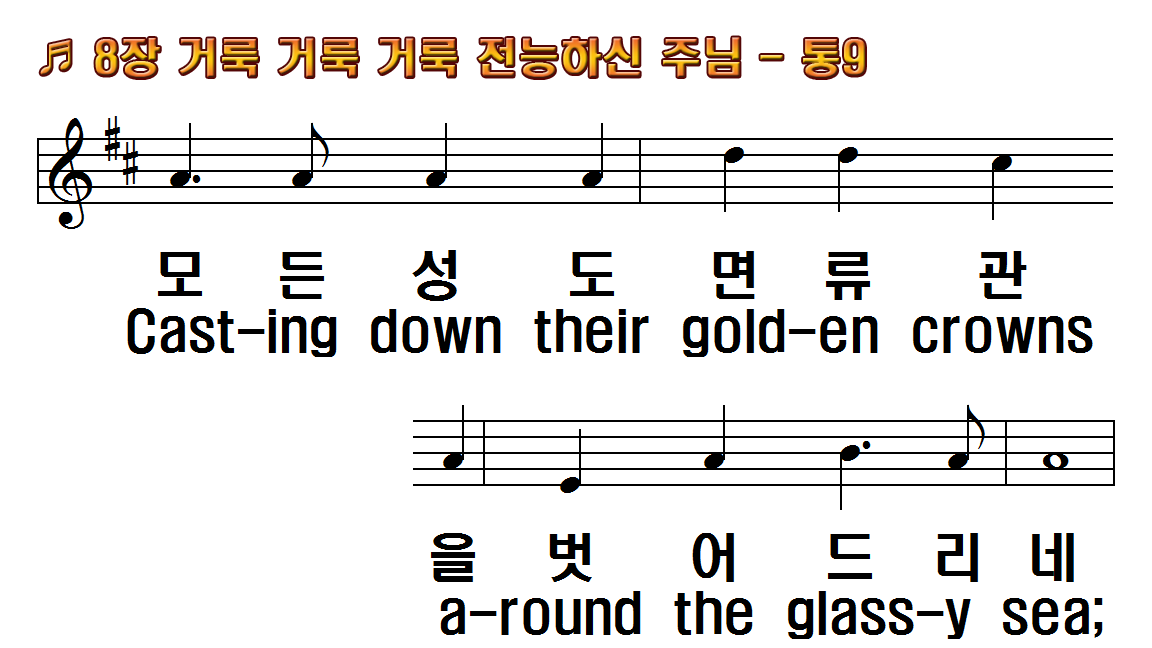 ♬ 8장 거룩 거룩 거룩 전능하신 주님 - 통9
모 든 성 도 면 류 관
Cast-ing down their gold-en crowns
을 벗 어 드 리 네
a-round the glass-y sea;